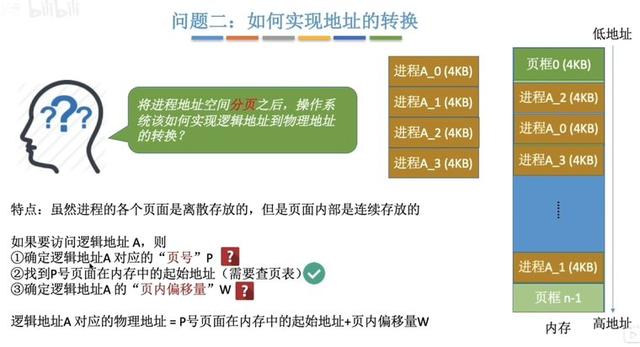 bilibili
问题二：如何实现地址的转换
低地址
将进程地址空间分页之后，操作系
统该如何实现逻辑地址到物理地址
的转换？
???
进程A_0 (4KB)
进程A_1 (4KB)
进程A_2 (4KB)
进程A_3 (4KB)
页框0 (4KB)
进程A_2 (4KB)
进程A_0 (4KB)
进程A_3 (4KB)
……
进程A_1 (4KB)
页框 n-1
内存
高地址
特点：虽然进程的各个页面是离散存放的，但是页面内部是连续存放的
如果要访问逻辑地址 A，则
①确定逻辑地址A 对应的“页号”P ?
②找到P号页面在内存中的起始地址（需要查页表）
③确定逻辑地址A 的“页内偏移量”W ?
逻辑地址A 对应的物理地址 = P号页面在内存中的起始地址+页内偏移量W